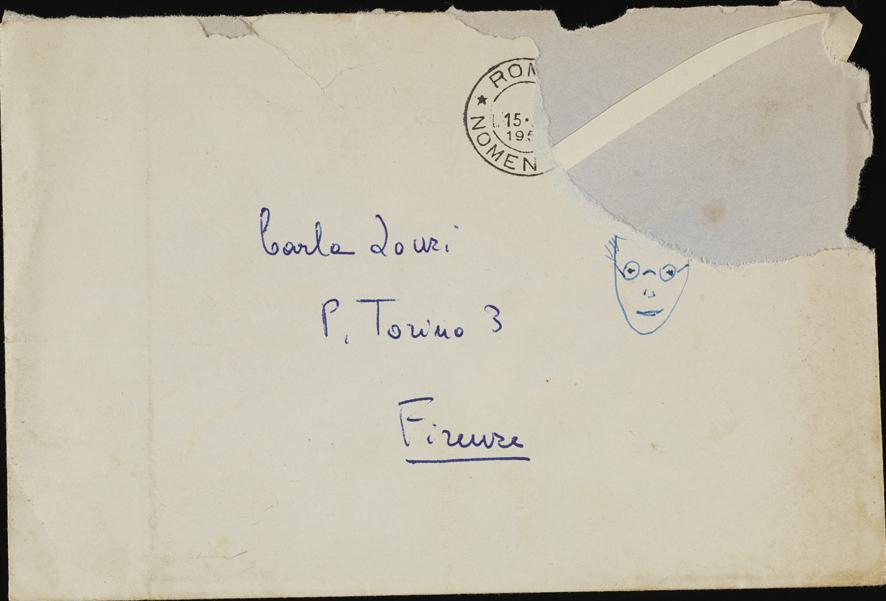 ROM
15·
195
NOMEN
Carla Lonzi
P. Torino 3
Firenze